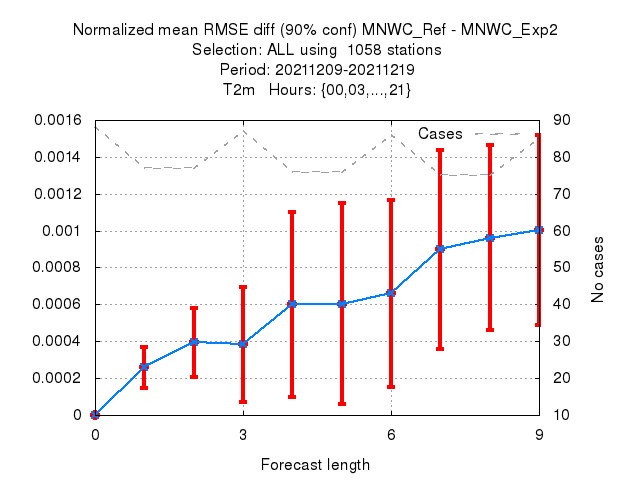 Normalized mean RMSE diff (90% conf) MNWC_Ref - MNWC_Exp2
Selection: ALL using  1058 stations
Period: 20211209-20211219
T2m   Hours: {00,03,...,21}
Cases
0.0016
0.0014
0.0012
0.001
0.0008
0.0006
0.0004
0.0002
0
90
80
70
60
50
40
30
20
10
No cases
0 3 6 9
Forecast length